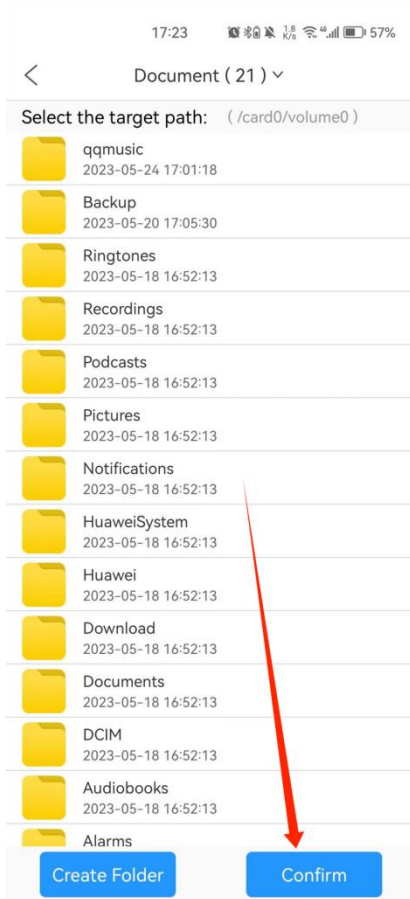 17:23 1.8 K/s 57%
Document ( 21 )
Select the target path: ( /card0/volume0 )
qqmusic
2023-05-24 17:01:18
Backup
2023-05-20 17:05:30
Ringtones
2023-05-18 16:52:13
Recordings
2023-05-18 16:52:13
Podcasts
2023-05-18 16:52:13
Pictures
2023-05-18 16:52:13
Notifications
2023-05-18 16:52:13
HuaweiSystem
2023-05-18 16:52:13
Huawei
2023-05-18 16:52:13
Download
2023-05-18 16:52:13
Documents
2023-05-18 16:52:13
DCIM
2023-05-18 16:52:13
Audiobooks
2023-05-18 16:52:13
Alarms
Create Folder Confirm